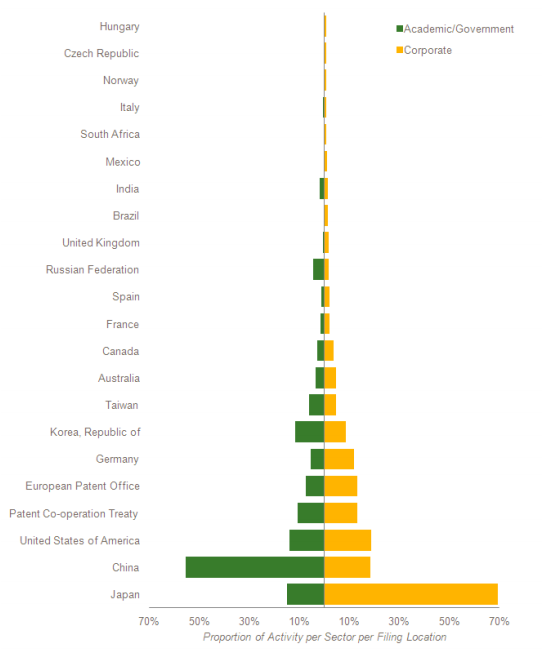 Hungary
Academic/Government
Czech Republic
Corporate
Norway
Italy
South Africa
Mexico
India
Brazil
United Kingdom
Russian Federation
Spain
France
Canada
Australia
Taiwan
Korea, Republic of
Germany
European Patent Office
Patent Co-operation Treaty
United States of America
China
Japan
70% 50% 30% 10% 10% 30% 50% 70%
Proportion of Activity per Sector per Filing Location